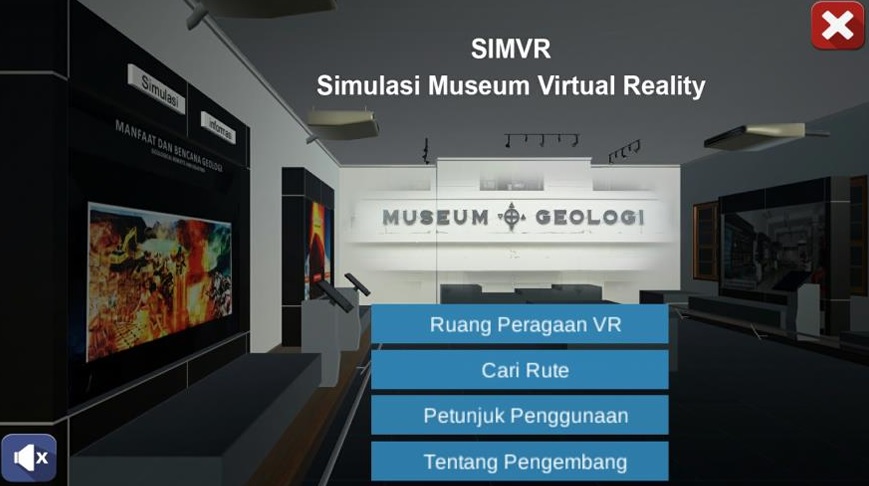 SIMVR
Simulasi Museum Virtual Reality
Simulasi
Informasi
MANFAAT DAN BENCANA GEOLOGI
MUSEUM GEOLOGI
Ruang Peragaan VR
Cari Rute
Petunjuk Penggunaan
Tentang Pengembang